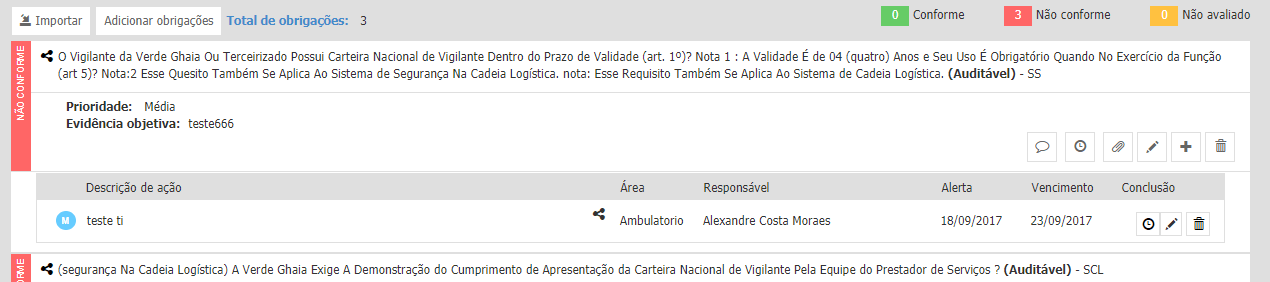 Importar Adicionar obrigações Total de obrigações: 3 0 Conforme 3 Não conforme 0 Não avaliado
NÃO CONFORME
O Vigilante da Verde Ghaia Ou Terceirizado Possui Carteira Nacional de Vigilante Dentro do Prazo de Validade (art. 1º)? Nota 1 : A Validade É de 04 (quatro) Anos e Seu Uso É Obrigatório Quando No Exercício da Função
(art 5)? Nota:2 Esse Quesito Também Se Aplica Ao Sistema de Segurança Na Cadeia Logística. nota: Esse Requisito Também Se Aplica Ao Sistema de Cadeia Logística. (Auditável) - SS
Prioridade: Média
Evidência objetiva: teste666
Descrição de ação Área Responsável Alerta Vencimento Conclusão
M teste ti Ambulatorio Alexandre Costa Moraes 18/09/2017 23/09/2017
ORME
(segurança Na Cadeia Logística) A Verde Ghaia Exige A Demonstração do Cumprimento de Apresentação da Carteira Nacional de Vigilante Pela Equipe do Prestador de Serviços ? (Auditável) - SCL